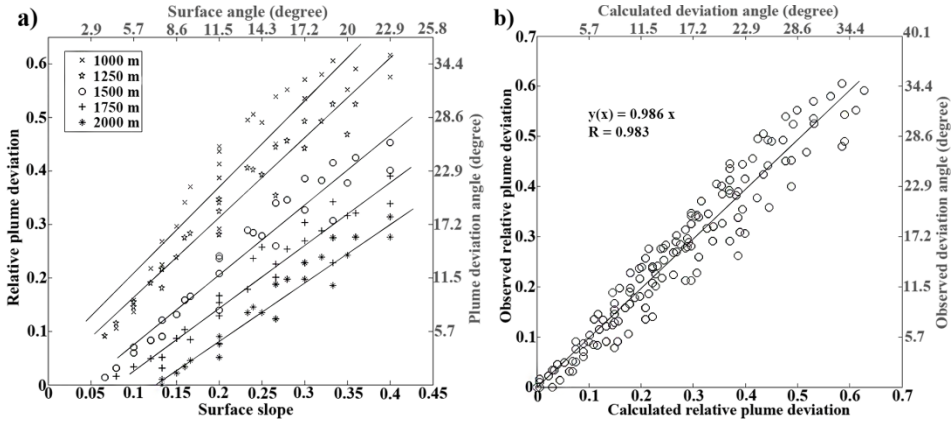 a)
Surface angle (degree)
2.9 5.7 8.6 11.5 14.3 17.2 20 22.9 25.8
Relative plume deviation
0.6
0.5
0.4
0.3
0.2
0.1
0
× 1000 m
☆ 1250 m
○ 1500 m
+ 1750 m
* 2000 m
34.4
28.6
22.9
17.2
11.5
5.7
Plume deviation angle (degree)
0 0.05 0.1 0.15 0.2 0.25 0.3 0.35 0.4 0.45
Surface slope
b)
Calculated deviation angle (degree)
5.7 11.5 17.2 22.9 28.6 34.4 40.1
Observed relative plume deviation
0.7
0.6
0.5
0.4
0.3
0.2
0.1
0.0
y(x) = 0.986 x
R = 0.983
34.4
28.6
22.9
17.2
11.5
5.7
Observed deviation angle (degree)
0 0.1 0.2 0.3 0.4 0.5 0.6 0.7
Calculated relative plume deviation